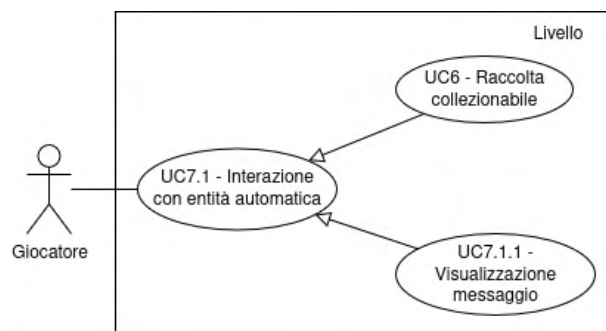 Livello
UC6 - Raccolta
collezionabile
UC7.1 - Interazione
con entità automatica
Giocatore
UC7.1.1 -
Visualizzazione
messaggio